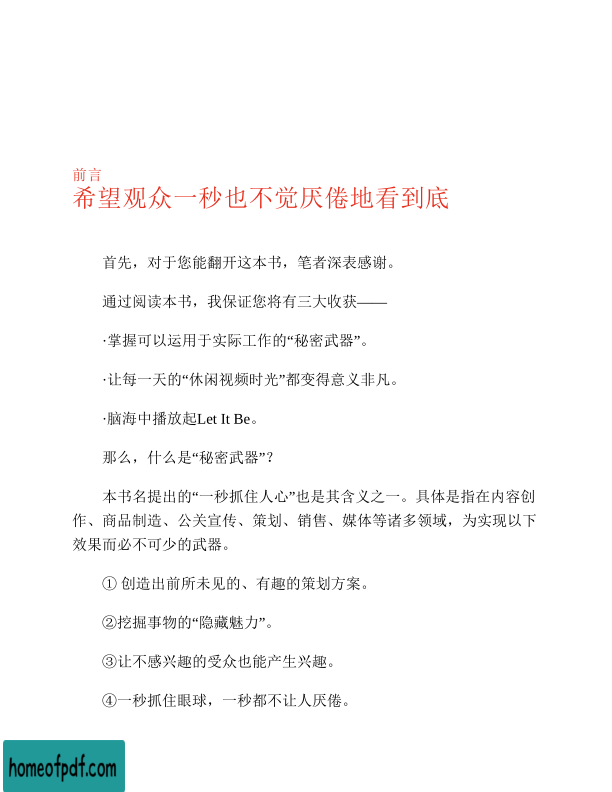 前言
希望观众一秒也不觉厌倦地看到底
首先，对于您能翻开这本书，笔者深表感谢。
通过阅读本书，我保证您将有三大收获——
·掌握可以运用于实际工作的“秘密武器”。
·让每一天的“休闲视频时光”都变得意义非凡。
·脑海中播放起Let It Be。
那么，什么是“秘密武器”？
本书名提出的“一秒抓住人心”也是其含义之一。具体是指在内容创
作、商品制造、公关宣传、策划、销售、媒体等诸多领域，为实现以下
效果而必不可少的武器。
① 创造出前所未见的、有趣的策划方案。
②挖掘事物的“隐藏魅力”。
③让不感兴趣的受众也能产生兴趣。
④一秒抓住眼球，一秒都不让人厌倦。
homeofpdf.com